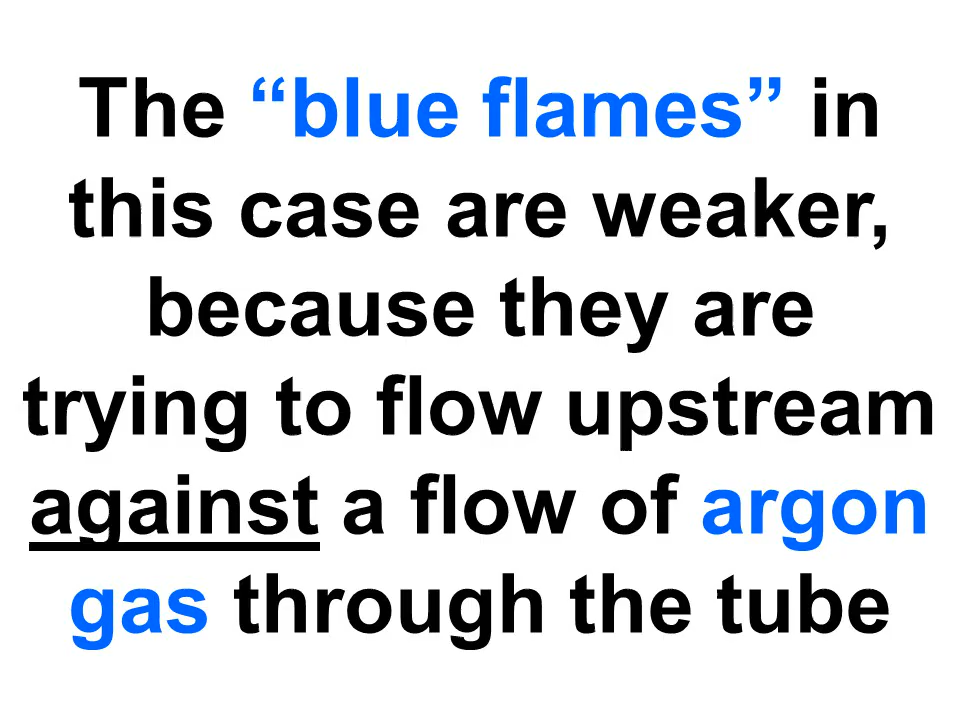 The “blue flames” in
this case are weaker,
because they are
trying to flow upstream
against a flow of argon
gas through the tube